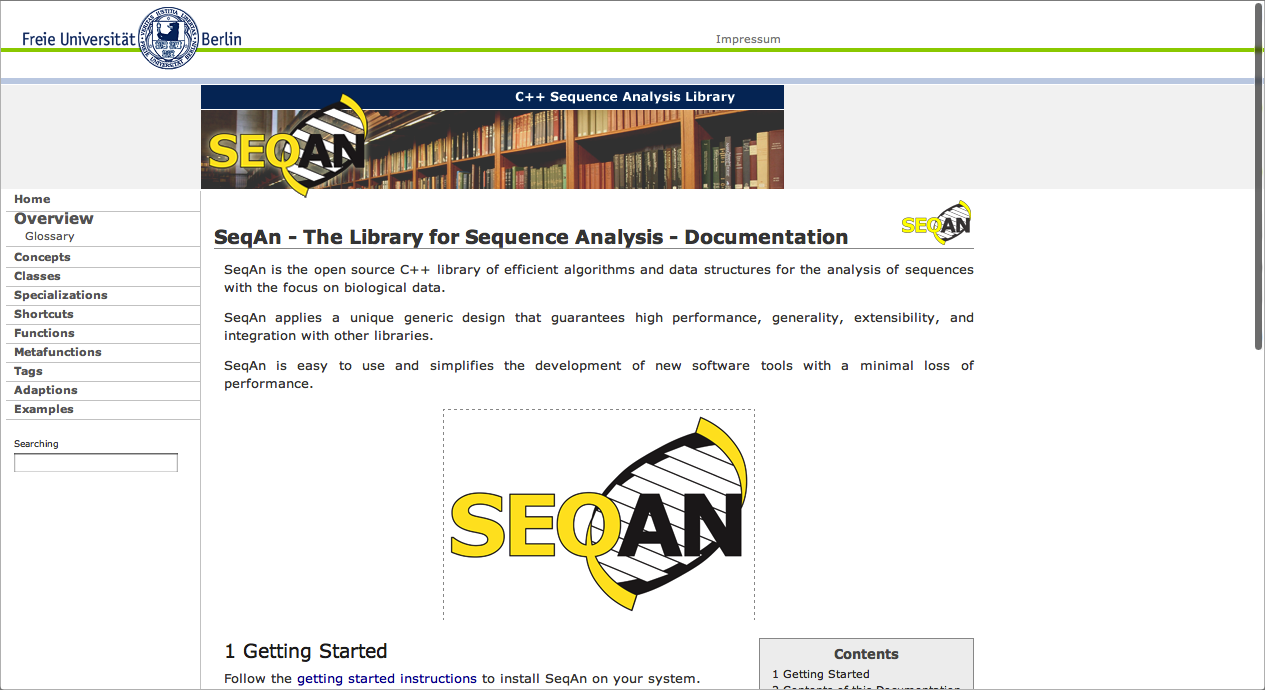 Freie Universität Berlin
Impressum
C++ Sequence Analysis Library
SEQAN
Home
Overview
Glossary
Concepts
Classes
Specializations
Shortcuts
Functions
Metafunctions
Tags
Adaptions
Examples
Searching
SEQAN
SeqAn - The Library for Sequence Analysis - Documentation
SeqAn is the open source C++ library of efficient algorithms and data structures for the analysis of sequences
with the focus on biological data.
SeqAn applies a unique generic design that guarantees high performance, generality, extensibility, and
integration with other libraries.
SeqAn is easy to use and simplifies the development of new software tools with a minimal loss of
performance.
SEQAN
1 Getting Started
Follow the getting started instructions to install SeqAn on your system.
Contents
1 Getting Started
2 Contents of this Documentation